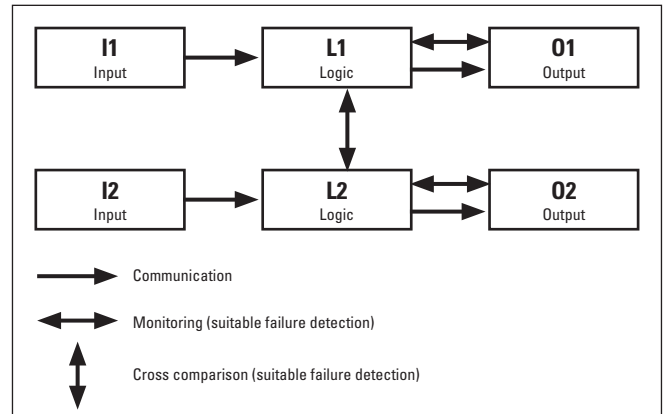 I1
Input
L1
Logic
O1
Output
I2
Input
L2
Logic
O2
Output
Communication
Monitoring (suitable failure detection)
Cross comparison (suitable failure detection)